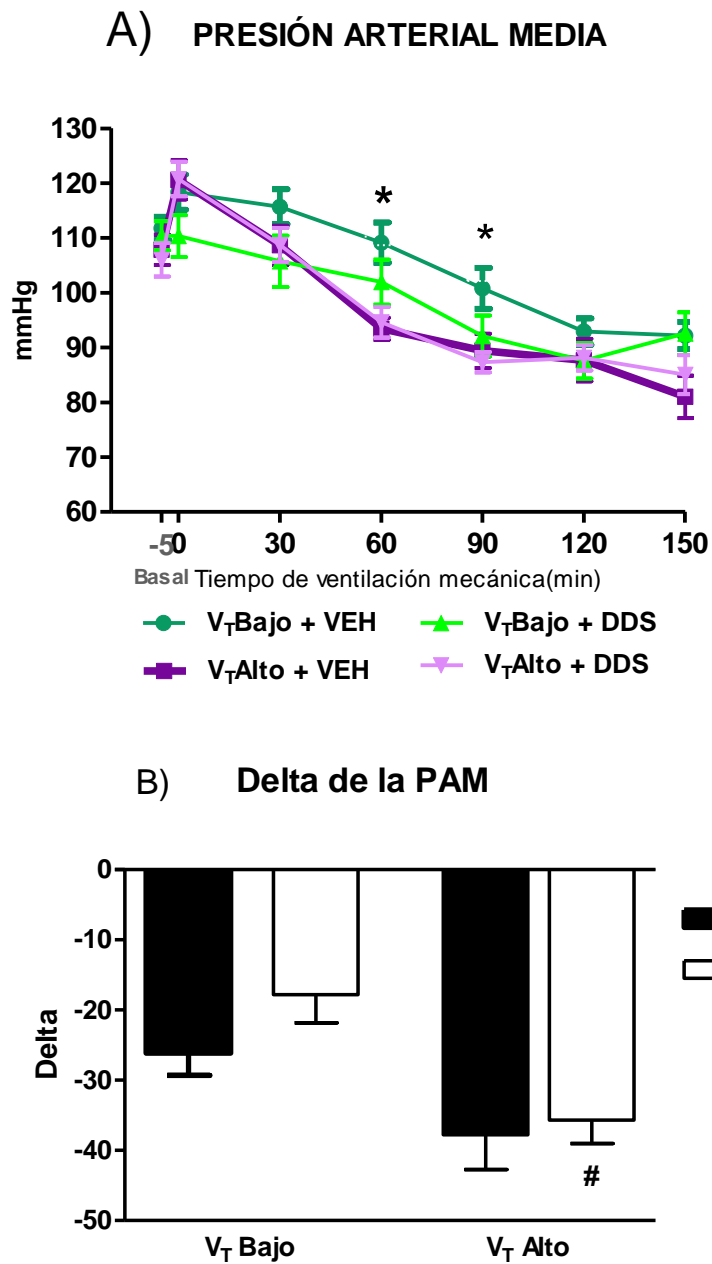 A) PRESIÓN ARTERIAL MEDIA
130
120
110
100
90
80
70
60
mmHg
* *
-5 0 30 60 90 120 150
Basal Tiempo de ventilación mecánica(min)
VTBajo + VEH VTBajo + DDS
VTAlto + VEH VTAlto + DDS
B) Delta de la PAM
0
-10
-20
-30
-40
-50
Delta
#
VT Bajo VT Alto